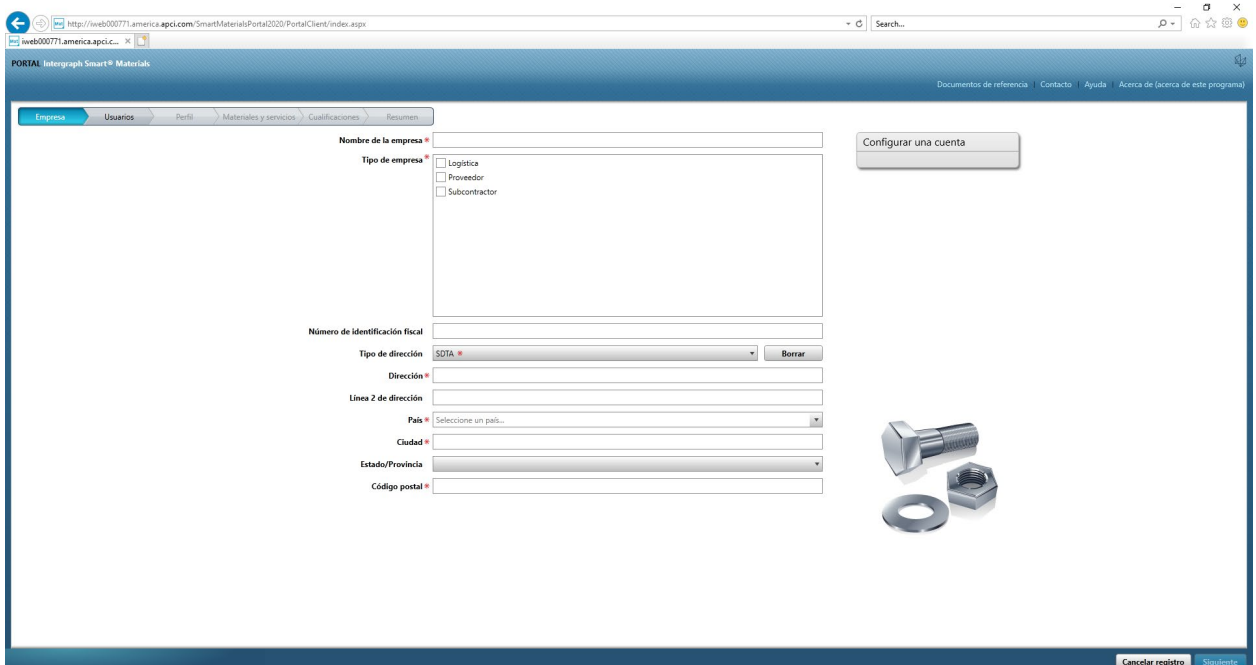 http://iweb000771.america.apci.com/SmartMaterialsPortal2020/PortalClient/index.aspx
Search...
iweb000771.america.apci.c...
PORTAL Intergraph Smart® Materials
Documentos de referencia | Contacto | Ayuda | Acerca de (acerca de este programa)
Empresa Usuarios Perfil Materiales y servicios Cualificaciones Resumen
Nombre de la empresa *
Configurar una cuenta
Tipo de empresa *
Logística
Proveedor
Subcontractor
Número de identificación fiscal
Tipo de dirección SDTA * Borrar
Dirección *
Línea 2 de dirección
País * Seleccione un país...
Ciudad *
Estado/Provincia
Código postal *
Cancelar registro Siguiente